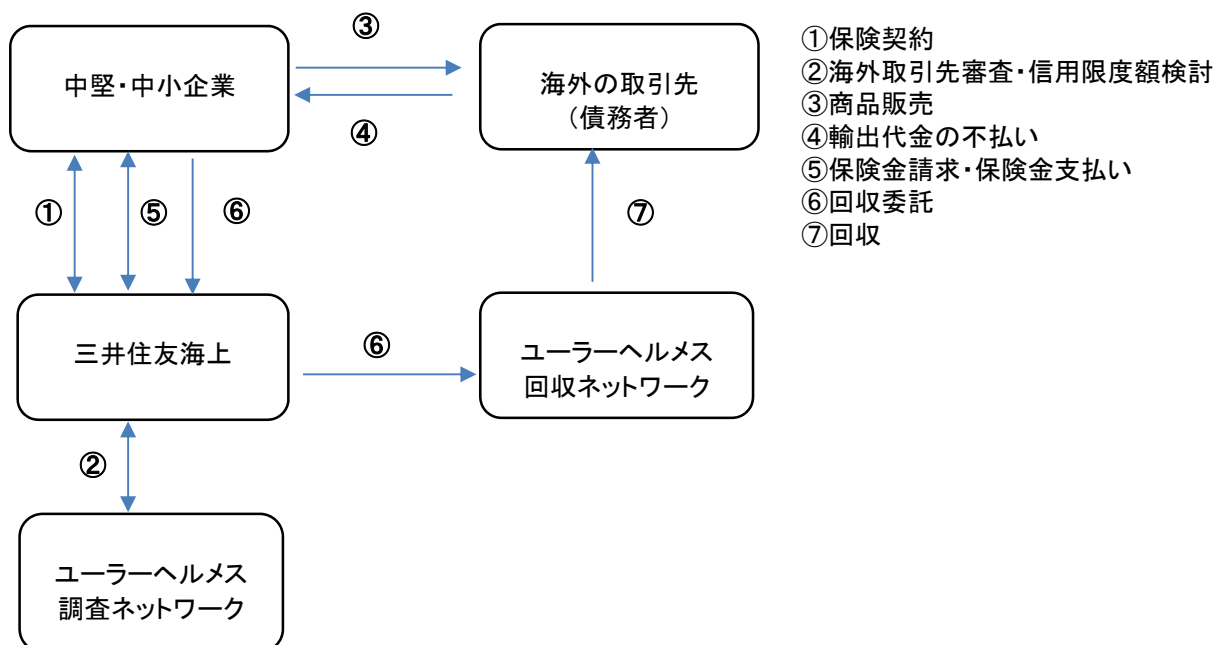 ③
中堅・中小企業
海外の取引先
（債務者）
④
①
⑤
⑥
⑦
三井住友海上
⑥
ユーラーヘルメス
回収ネットワーク
②
ユーラーヘルメス
調査ネットワーク
①保険契約
②海外取引先審査・信用限度額検討
③商品販売
④輸出代金の不払い
⑤保険金請求・保険金支払い
⑥回収委託
⑦回収